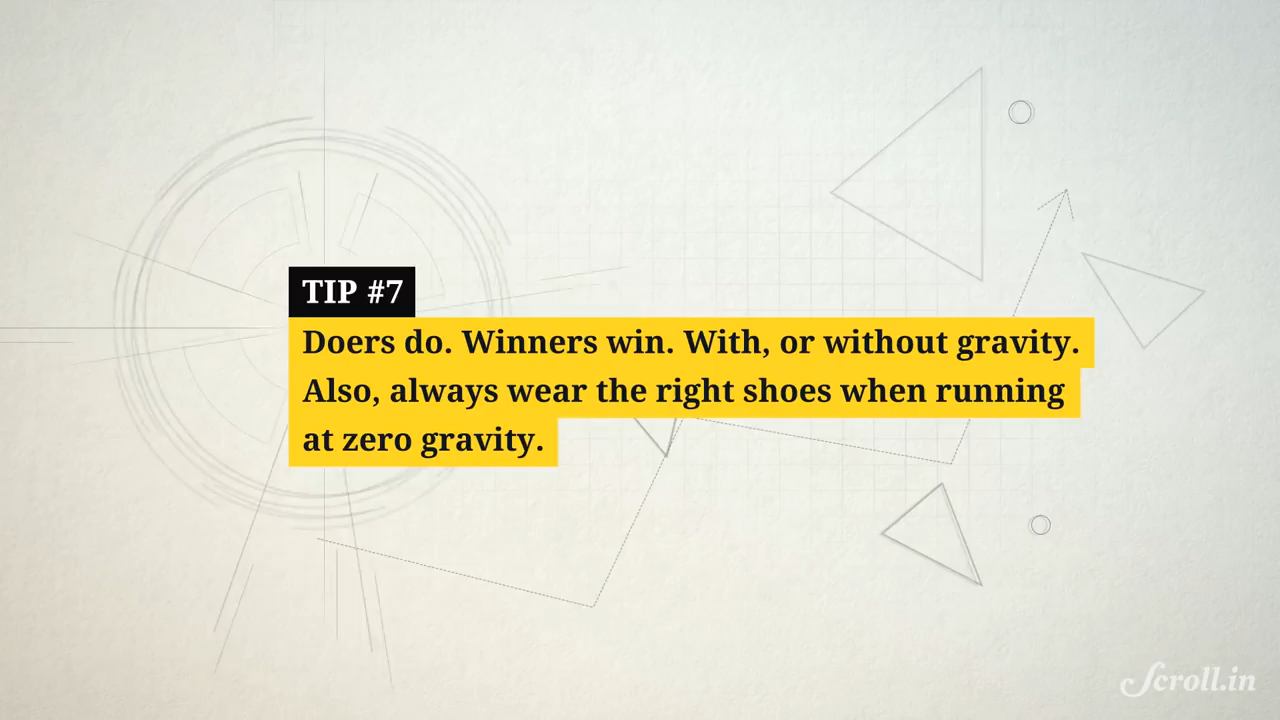 TIP #7
Doers do. Winners win. With, or without gravity.
Also, always wear the right shoes when running
at zero gravity.
Scroll.in